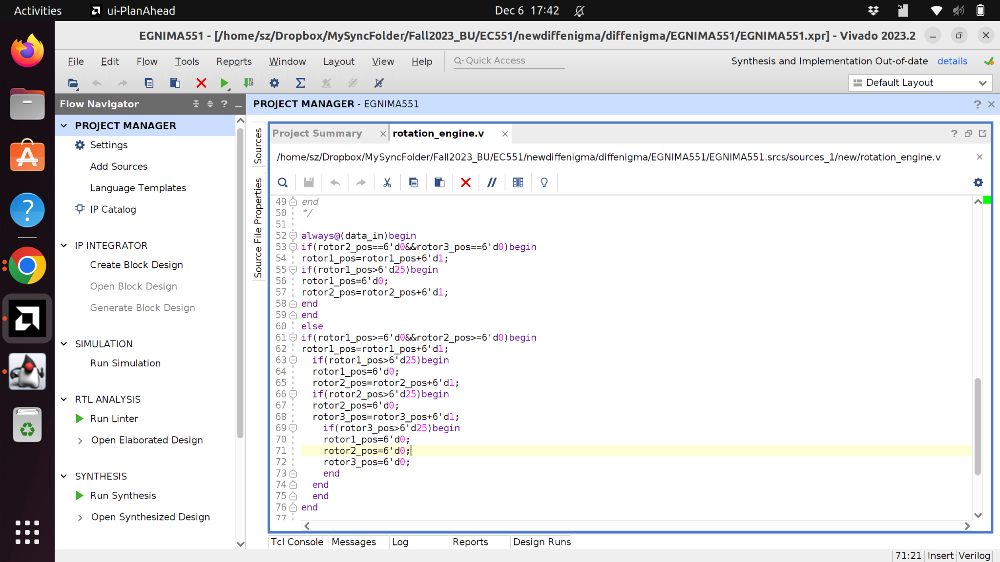 Activities
ui-PlanAhead
Dec 6 17:42
EGNIMA551 - [/home/sz/Dropbox/MySyncFolder/Fall2023_BU/EC551/newdiffenigma/diffenigma/EGNIMA551/EGNIMA551.xpr] - Vivado 2023.2
File Edit Flow Tools Reports Window Layout View Help
Quick Access
Synthesis and Implementation Out-of-date details
Default Layout
Flow Navigator
PROJECT MANAGER
Settings
Add Sources
Language Templates
IP Catalog
IP INTEGRATOR
Create Block Design
Open Block Design
Generate Block Design
SIMULATION
Run Simulation
RTL ANALYSIS
Run Linter
Open Elaborated Design
SYNTHESIS
Run Synthesis
Open Synthesized Design
PROJECT MANAGER - EGNIMA551
Sources
Source File Properties
Project Summary
rotation_engine.v
/home/sz/Dropbox/MySyncFolder/Fall2023_BU/EC551/newdiffenigma/diffenigma/EGNIMA551/EGNIMA551.srcs/sources_1/new/rotation_engine.v
49 end
50 */
51
52 always@(data_in)begin
53 if(rotor2_pos==6'd0&&rotor3_pos==6'd0)begin
54 rotor1_pos=rotor1_pos+6'd1;
55 if(rotor1_pos>6'd25)begin
56 rotor1_pos=6'd0;
57 rotor2_pos=rotor2_pos+6'd1;
58 end
59 end
60 else
61 if(rotor1_pos>=6'd0&&rotor2_pos>=6'd0)begin
62 rotor1_pos=rotor1_pos+6'd1;
63 if(rotor1_pos>6'd25)begin
64 rotor1_pos=6'd0;
65 rotor2_pos=rotor2_pos+6'd1;
66 if(rotor2_pos>6'd25)begin
67 rotor2_pos=6'd0;
68 rotor3_pos=rotor3_pos+6'd1;
69 if(rotor3_pos>6'd25)begin
70 rotor1_pos=6'd0;
71 rotor2_pos=6'd0;
72 rotor3_pos=6'd0;
73 end
74 end
75 end
76 end
77
Tcl Console Messages Log Reports Design Runs
71:21 Insert Verilog